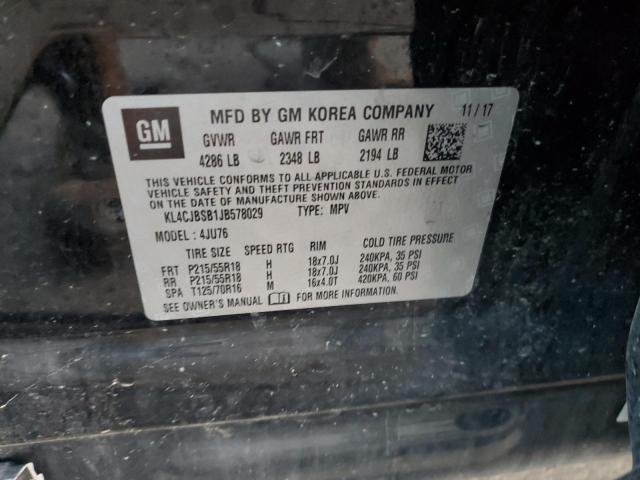 GM
MFD BY GM KOREA COMPANY 11/17
GVWR GAWR FRT GAWR RR
4286 LB 2348 LB 2194 LB
THIS VEHICLE CONFORMS TO ALL APPLICABLE U.S. FEDERAL MOTOR
VEHICLE SAFETY AND THEFT PREVENTION STANDARDS IN EFFECT
ON THE DATE OF MANUFACTURE SHOWN ABOVE.
KL4CJBSB1JB578029 TYPE: MPV
MODEL: 4JU76
TIRE SIZE SPEED RTG RIM COLD TIRE PRESSURE
FRT P215/55R18 H 18x7.0J 240KPA, 35 PSI
RR P215/55R18 H 18x7.0J 240KPA, 35 PSI
SPA T125/70R16 M 16x4.0T 420KPA, 60 PSI
SEE OWNER'S MANUAL FOR MORE INFORMATION.